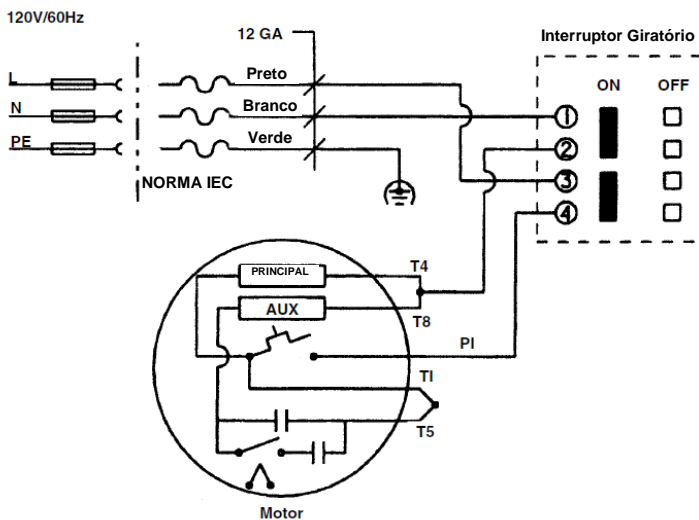 120V/60Hz
12 GA
Interruptor Giratório
ON OFF
L
Preto
N
Branco
PE
Verde
NORMA IEC
1
2
3
4
PRINCIPAL
T4
AUX
T8
PI
TI
T5
Motor